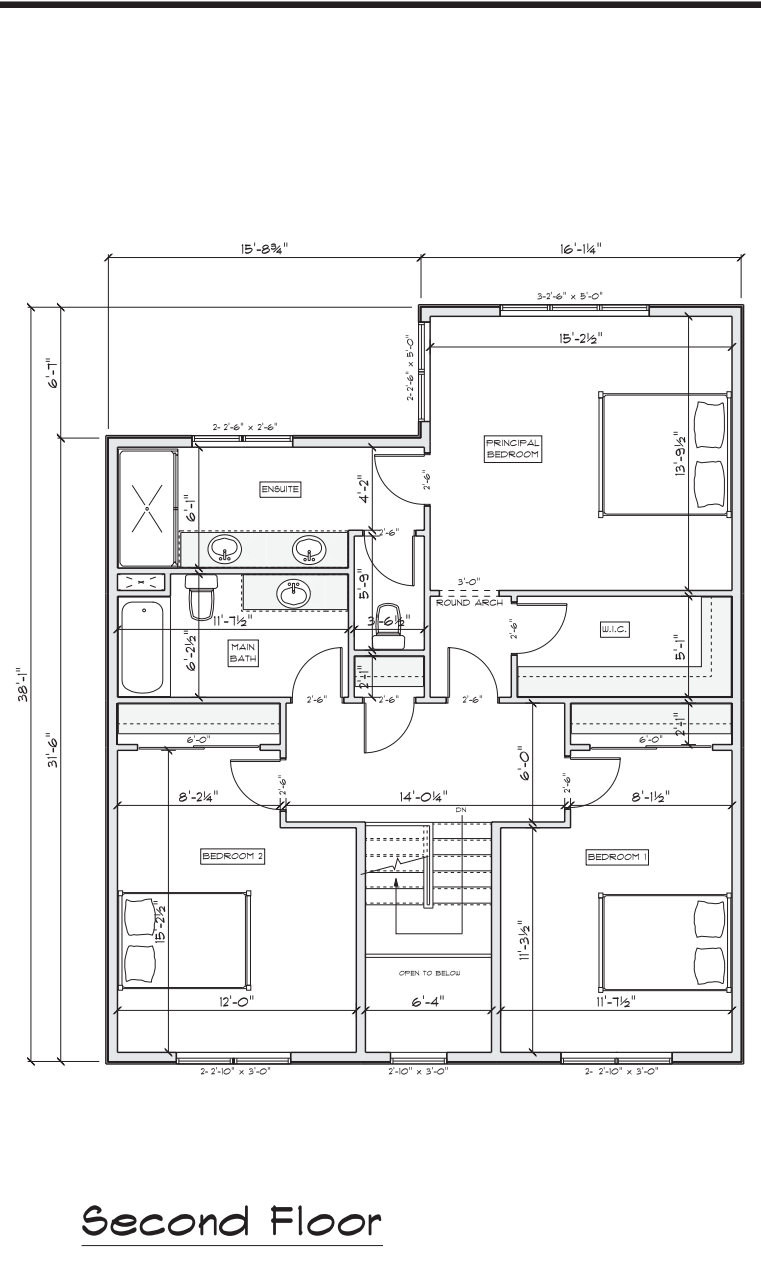 15'-8¾"
16'-1¼"
3-2'-6" x 5'-0"
15'-2½"
6'-7"
2- 2'-6" x 5'-0"
2- 2'-6" x 2'-6"
PRINCIPAL
BEDROOM
13'-9½"
2'-6"
ENSUITE
4'-2"
6'-1"
2'-6"
3'-0"
ROUND ARCH
5'-9"
11'-7½"
3'-6½"
2'-6"
W.I.C.
5'-1"
MAIN
BATH
6'-2½"
38'-1"
2'-1"
2'-6"
2'-6"
2'-6"
2'-1"
31'-6"
6'-0"
6'-0"
6'-0"
2'-6"
2'-6"
8'-2¼"
14'-0¼"
8'-1½"
DN.
BEDROOM 2
BEDROOM 1
15'-2½"
11'-3½"
OPEN TO BELOW
12'-0"
6'-4"
11'-7½"
2- 2'-10" x 3'-0"
2'-10" x 3'-0"
2- 2'-10" x 3'-0"
Second Floor